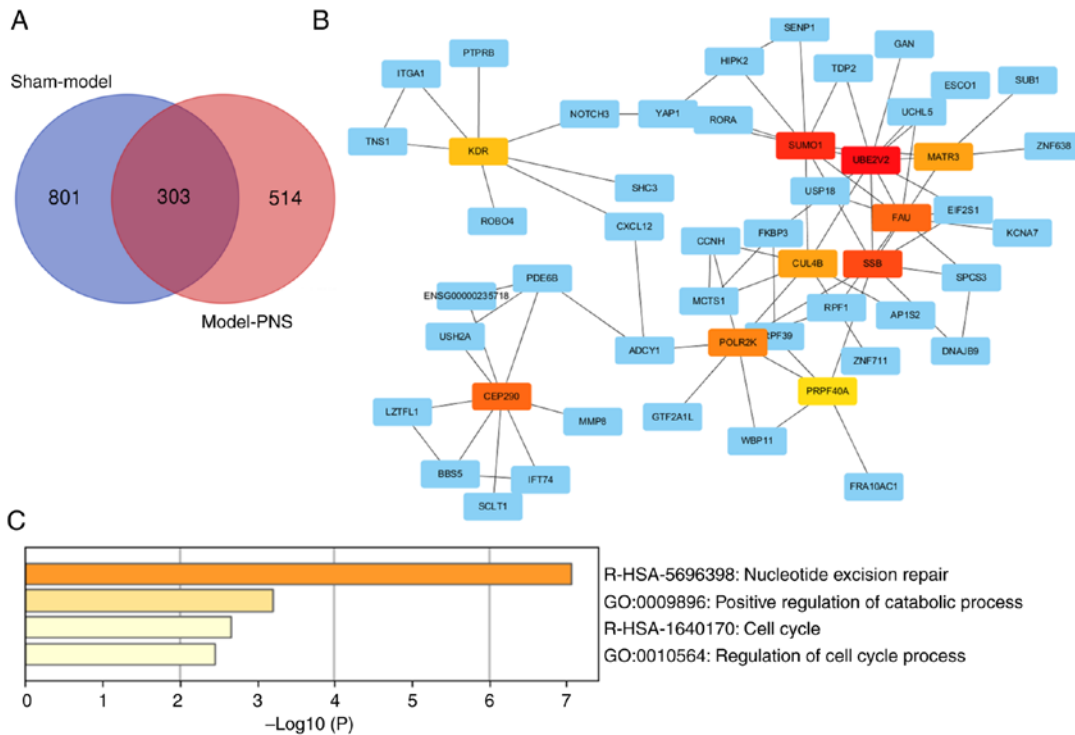 A
Sham-model
801
303
514
Model-PNS
B
SENP1
PTPRB
HIPK2
TDP2
GAN
ITGA1
ESCO1
SUB1
NOTCH3
YAP1
RORA
UCHL5
TNS1
KDR
SUMO1
UBE2V2
MATR3
ZNF638
SHC3
USP18
ROBO4
CXCL12
FKBP3
FAU
EIF2S1
KCNA7
CCNH
CUL4B
SSB
SPCS3
PDE6B
ENSG00000235718
MCTS1
RPF1
AP1S2
USH2A
ADCY1
POLR2K
RPF39
ZNF711
DNAJB9
CEP290
PRPF40A
LZTFL1
MMP8
GTF2A1L
WBP11
BBS5
IFT74
SCLT1
FRA10AC1
C
R-HSA-5696398: Nucleotide excision repair
GO:0009896: Positive regulation of catabolic process
R-HSA-1640170: Cell cycle
GO:0010564: Regulation of cell cycle process
0 1 2 3 4 5 6 7
–Log10 (P)